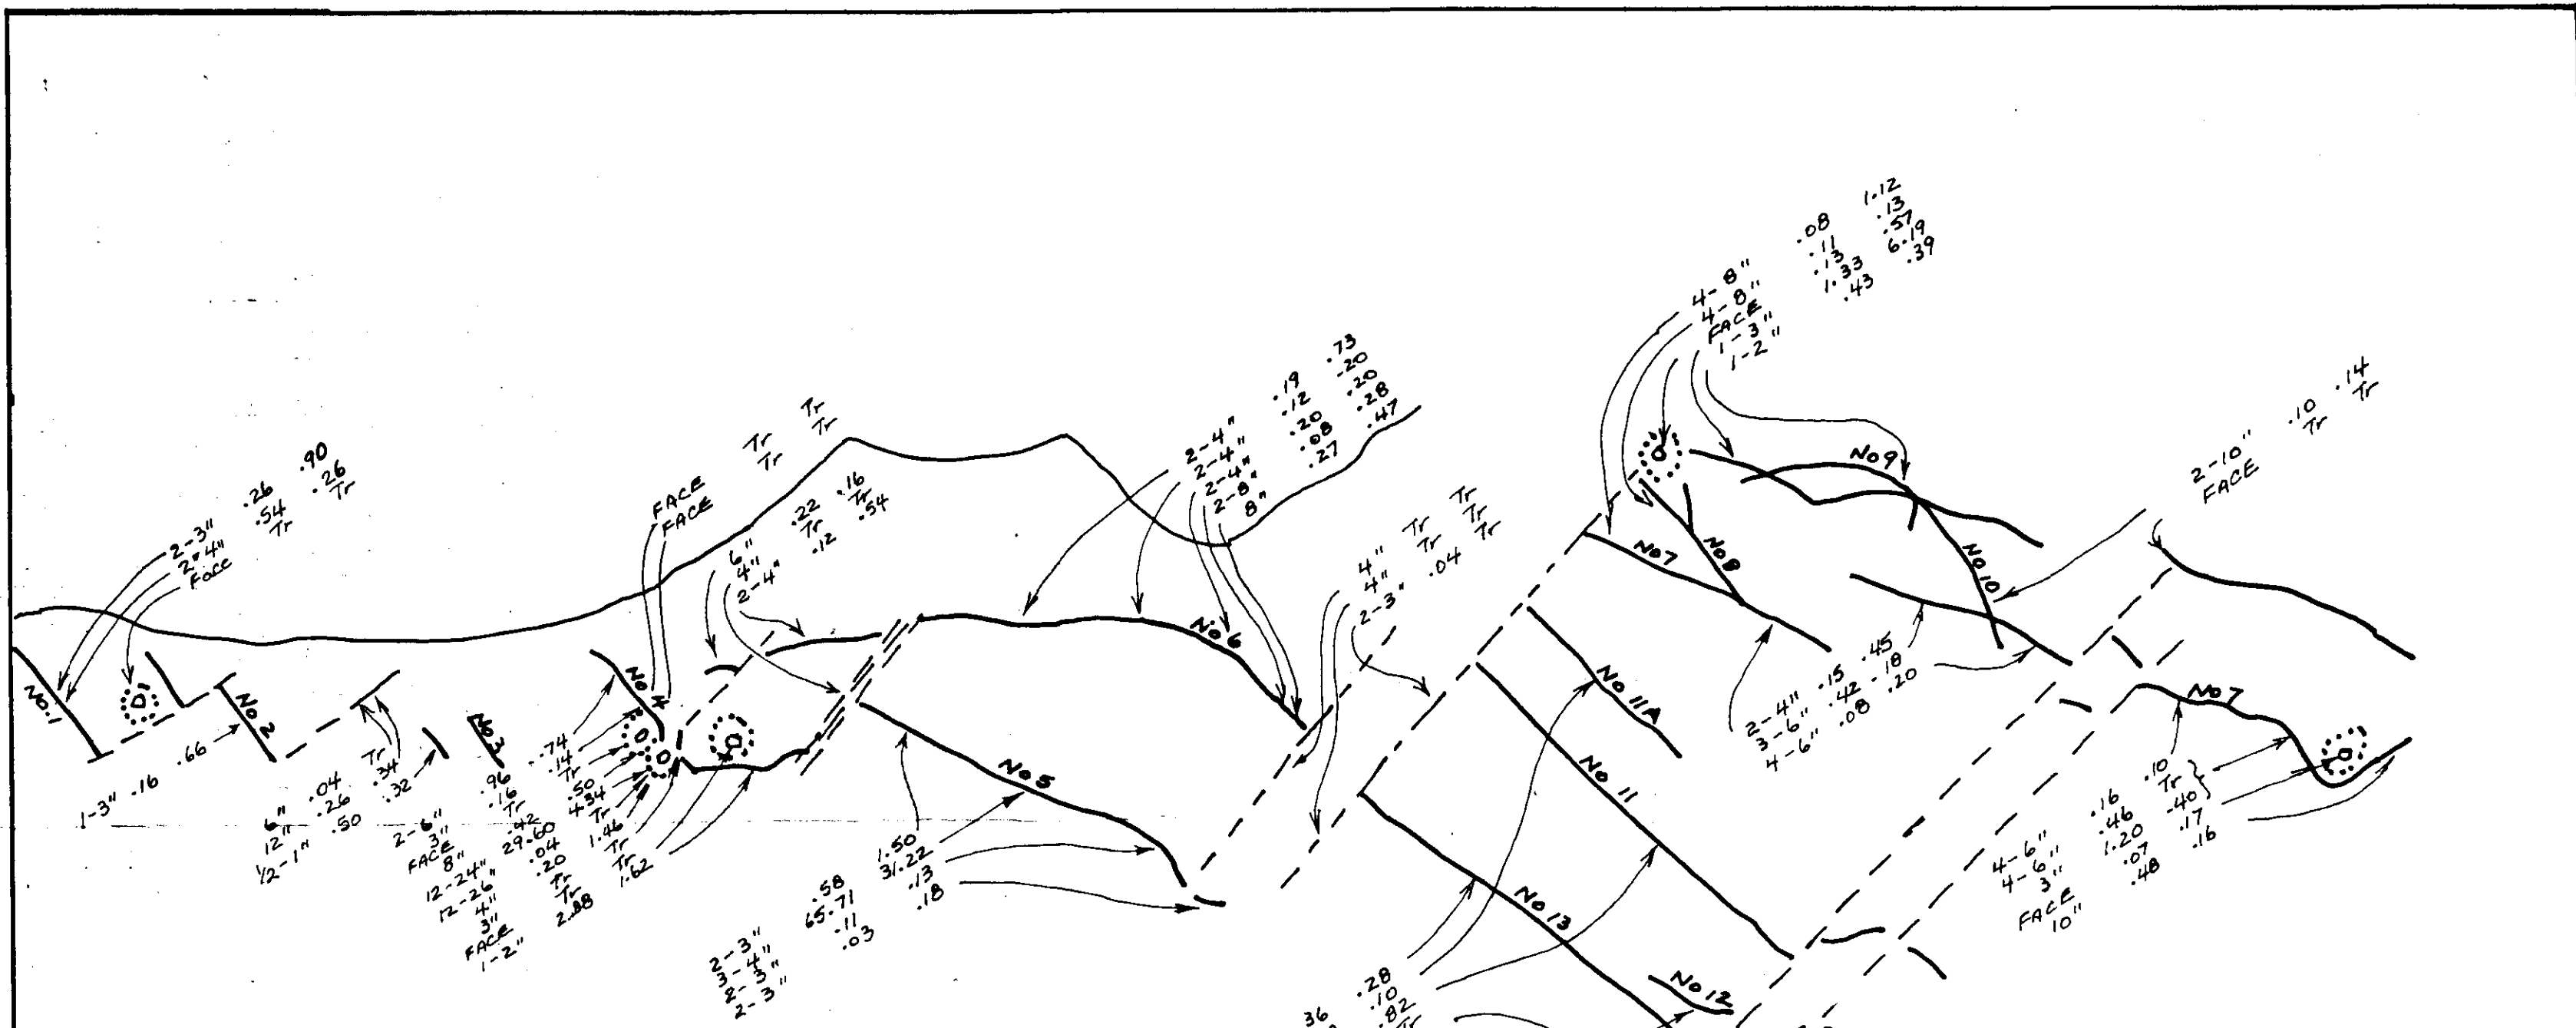 2-3" .26 .90
2-4" .54 .26
Face Tr Tr
No.1
No 2
1-3" .16 .66
6" .04 Tr
12" .26 .34
1/2-1" .50 .32
No 3
No 4
FACE Tr Tr
FACE Tr Tr
6" .22 .16
4" Tr Tr
2-4" .12 .54
2-6" .96 .74
3" .16 .14
FACE Tr Tr
8" .42 .50
12-24" 29.60 4.34
12-26" .04 Tr
4" .20 1.46
3" Tr Tr
FACE Tr Tr
1-2" 2.88 1.62
2-4" .19 .73
2-4" .12 .20
2-4" .20 .20
2-8" .08 .28
8" .27 .47
No 6
No 5
2-3" .58 1.50
3-4" 65.71 31.22
2-3" .11 .13
2-3" .03 .18
4" Tr Tr
4" Tr Tr
2-3" .04 Tr
4-8" .08 1.12
4-8" .11 .13
FACE .13 .57
1-3" 1.33 6.19
1-2" .43 .39
No 9
No 7
No 8
No 10
2-10" .10 .14
FACE Tr Tr
No 11A
No 11
2-4" .15 .45
3-6" .42 .18
4-6" .08 .20
No 7
4-6" .16 .10
4-6" .46 Tr
3" 1.20 .40
FACE .07 .17
10" .48 .16
No 13
No 12
36 .28
.10
.82
Tr